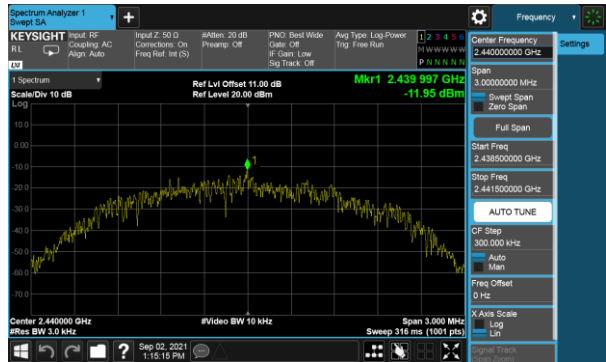 Spectrum Analyzer 1
Swept SA
Frequency
KEYSIGHT
RL
Input: RF
Coupling: AC
Align: Auto
Input Z: 50 Ω
Corrections: On
Freq Ref: Int (S)
#Atten: 20 dB
Preamp: Off
PNO: Best Wide
Gate: Off
IF Gain: Low
Sig Track: Off
Avg Type: Log-Power
Trig: Free Run
1 2 3 4 5 6
M W W W W W
P N N N N N
1 Spectrum
Scale/Div 10 dB
Log
Ref Lvl Offset 11.00 dB
Ref Level 20.00 dBm
Mkr1 2.439 997 GHz
-11.95 dBm
10.0
0.00
-10.0
-20.0
-30.0
-40.0
-50.0
-60.0
-70.0
1
Center 2.440000 GHz
#Res BW 3.0 kHz
#Video BW 10 kHz
Span 3.000 MHz
Sweep 316 ms (1001 pts)
Center Frequency
2.440000000 GHz
Span
3.00000000 MHz
Swept Span
Zero Span
Full Span
Start Freq
2.438500000 GHz
Stop Freq
2.441500000 GHz
AUTO TUNE
CF Step
300.000 kHz
Auto
Man
Freq Offset
0 Hz
X Axis Scale
Log
Lin
Signal Track
Settings
Sep 02, 2021
1:15:15 PM